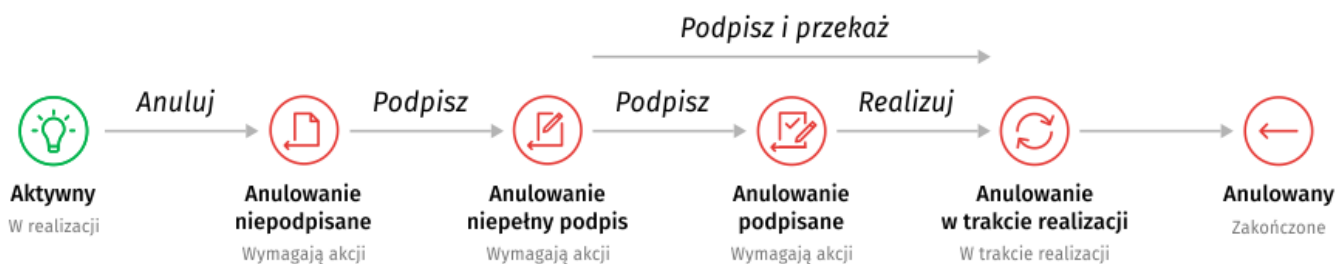 Podpisz i przekaż
Anuluj
Podpisz
Podpisz
Realizuj
Aktywny
W realizacji
Anulowanie
niepodpisane
Wymagają akcji
Anulowanie
niepełny podpis
Wymagają akcji
Anulowanie
podpisane
Wymagają akcji
Anulowanie
w trakcie realizacji
W trakcie realizacji
Anulowany
Zakończone